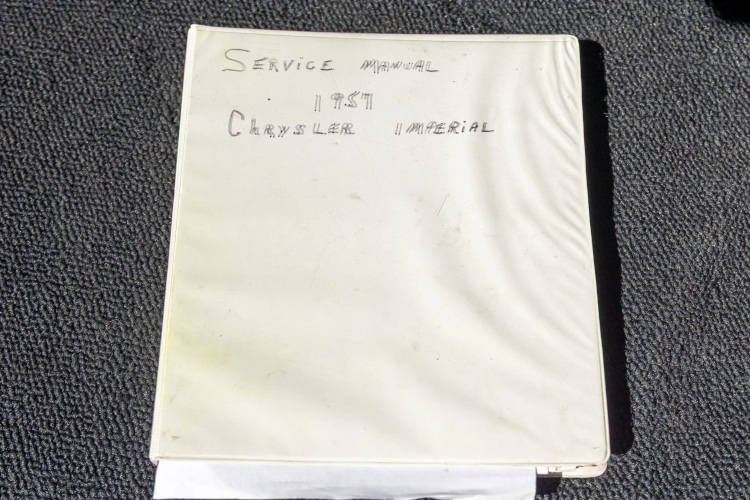 SERViCE MANUAL
1957
ChRYSLER IMPERiAL